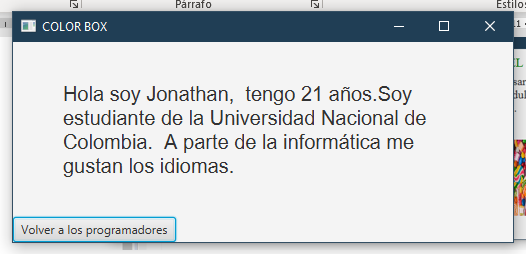 Párrafo
Estilos
COLOR BOX
Hola soy Jonathan,  tengo 21 años.Soy
estudiante de la Universidad Nacional de
Colombia.  A parte de la informática me
gustan los idiomas.
Volver a los programadores